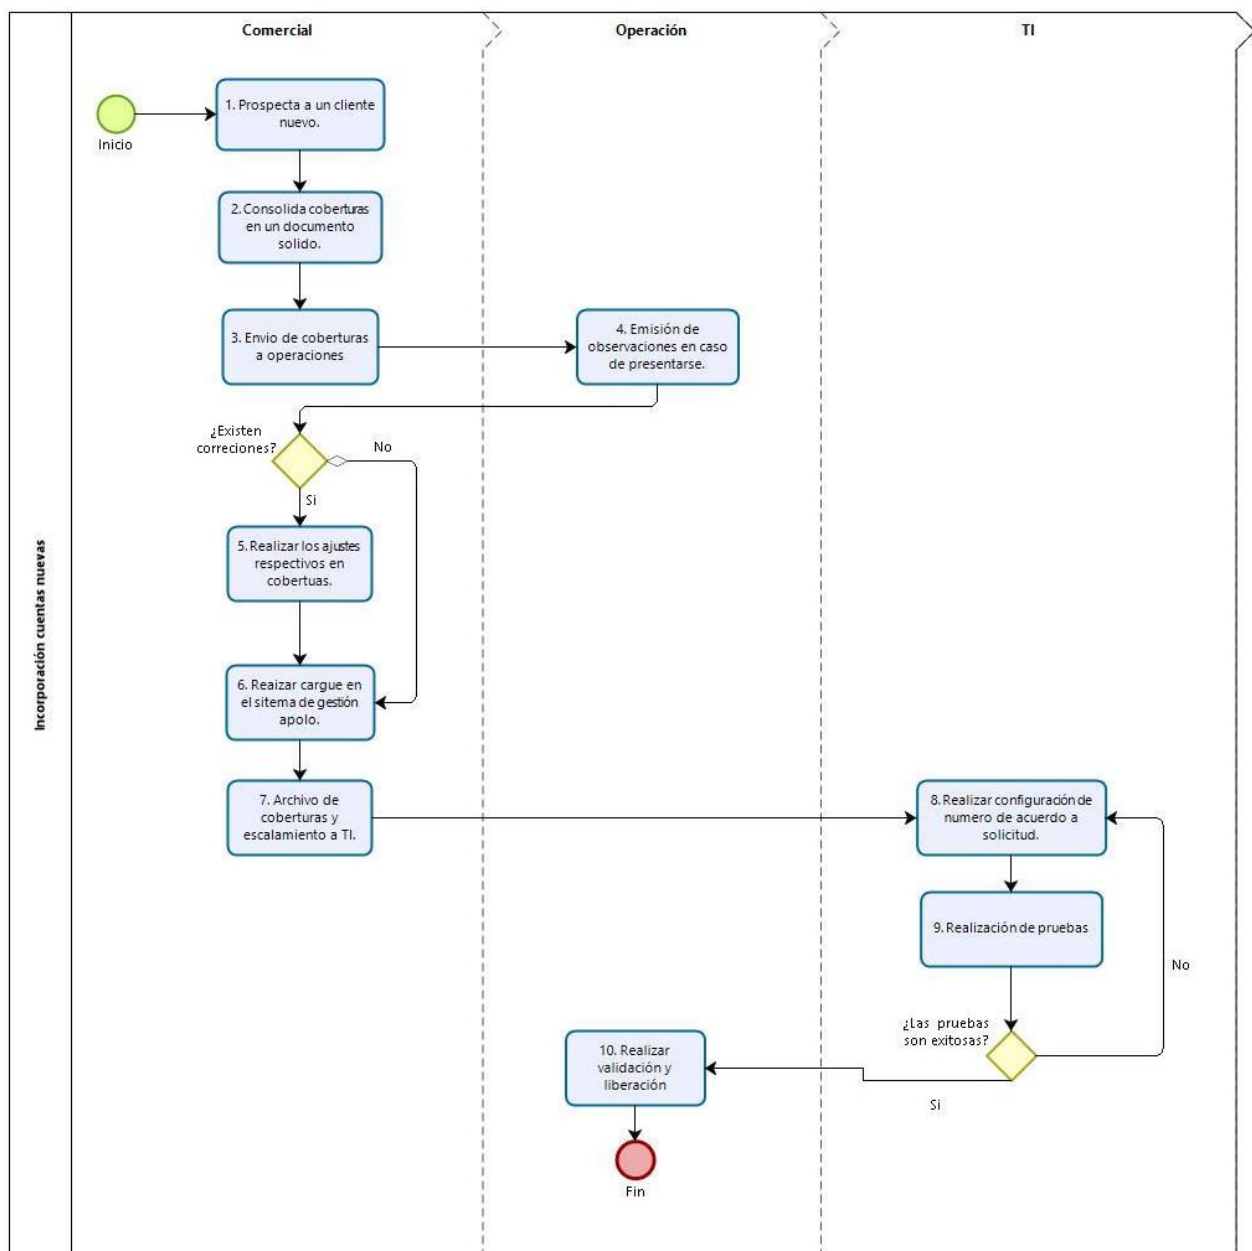 Incorporación cuentas nuevas
Comercial
Operación
TI
Inicio
1. Prospecta a un cliente
nuevo.
2. Consolida coberturas
en un documento
solido.
3. Envio de coberturas
a operaciones
4. Emisión de
observaciones en caso
de presentarse.
¿Existen
correciones?
No
Si
5. Realizar los ajustes
respectivos en
cobertuas.
6. Reaizar cargue en
el sitema de gestión
apolo.
7. Archivo de
coberturas y
escalamiento a TI.
8. Realizar configuración de
numero de acuerdo a
solicitud.
9. Realización de pruebas
¿Las pruebas
son exitosas?
No
Si
10. Realizar
validación y
liberación
Fin